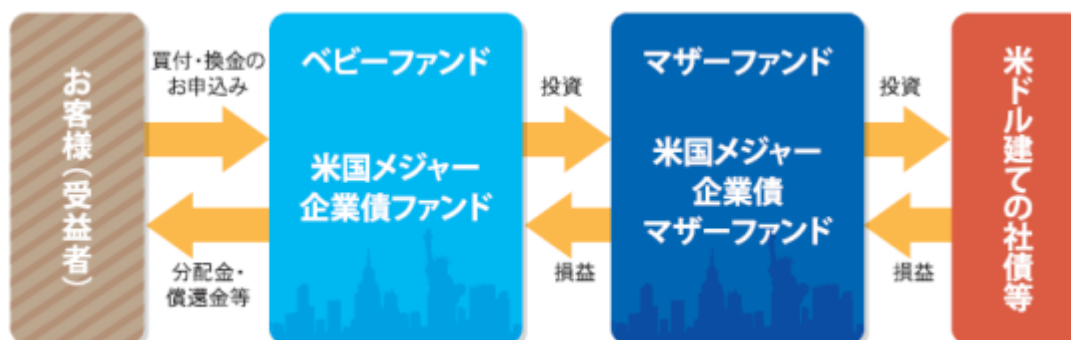 お客様(受益者)
買付・換金の
お申込み
分配金・
償還金等
ベビーファンド
米国メジャー
企業債ファンド
投資
損益
マザーファンド
米国メジャー
企業債
マザーファンド
投資
損益
米ドル建ての社債等